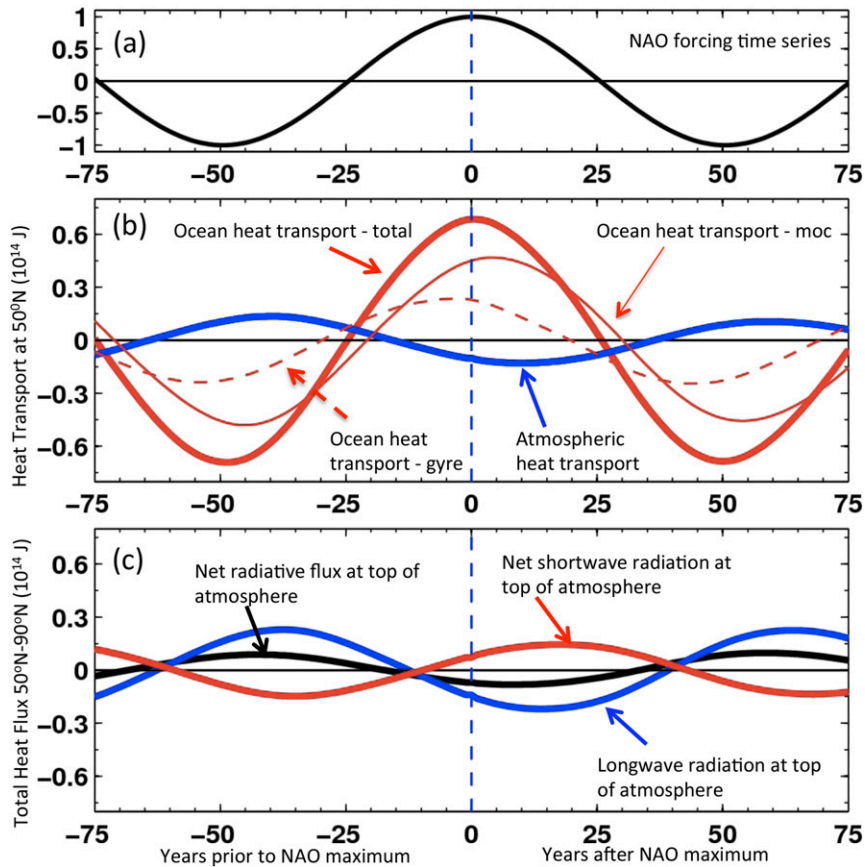 (a)
NAO forcing time series
1
0.5
0
-0.5
-1
-75 -50 -25 0 25 50 75
(b)
Ocean heat transport - total
Ocean heat transport - moc
Heat Transport at 50⁰N (10¹⁴ J)
0.6
0.3
0
-0.3
-0.6
Ocean heat
transport - gyre
Atmospheric
heat transport
-75 -50 -25 0 25 50 75
(c)
Net radiative flux at top of
atmosphere
Net shortwave radiation at
top of atmosphere
Total Heat Flux 50⁰N-90⁰N (10¹⁴ J)
0.6
0.3
0
-0.3
-0.6
Longwave radiation at top
of atmosphere
-75 -50 -25 0 25 50 75
Years prior to NAO maximum
Years after NAO maximum